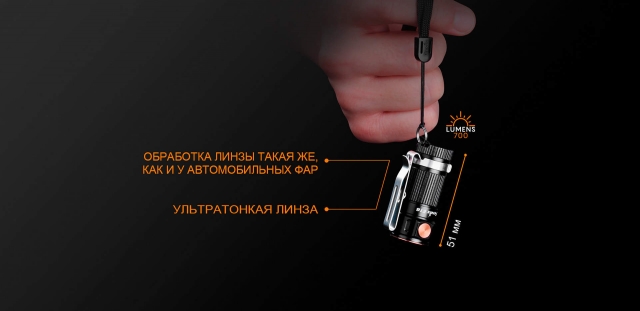 LUMENS
700
ОБРАБОТКА ЛИНЗЫ ТАКАЯ ЖЕ,
КАК И У АВТОМОБИЛЬНЫХ ФАР
УЛЬТРАТОНКАЯ ЛИНЗА
51 мм